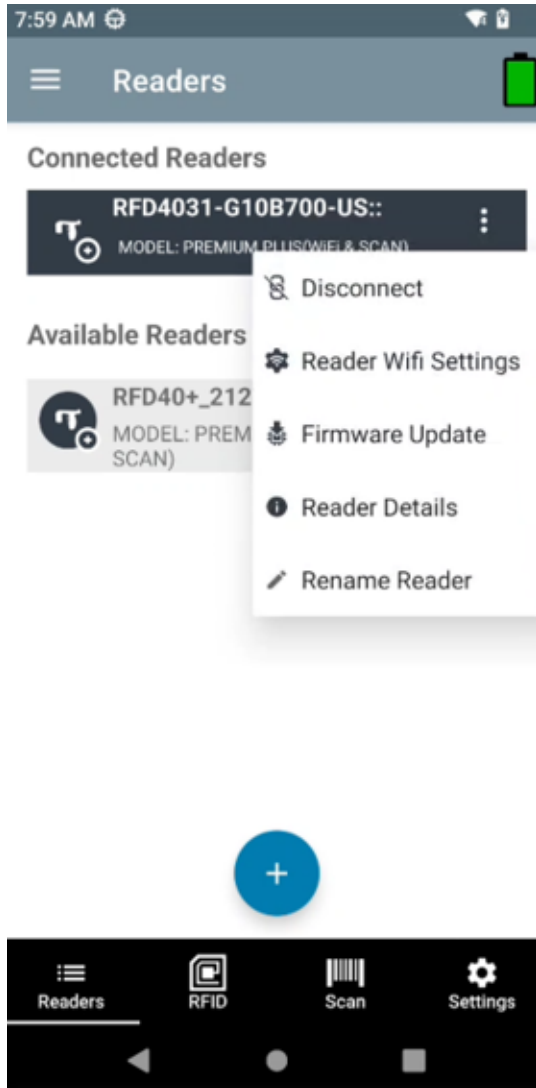 7:59 AM
Readers
Connected Readers
RFD4031-G10B700-US::
MODEL: PREMIUM PLUS(WiFi & SCAN)
Disconnect
Reader Wifi Settings
Firmware Update
Reader Details
Rename Reader
Available Readers
RFD40+_212
MODEL: PREM
SCAN)
Readers
RFID
Scan
Settings